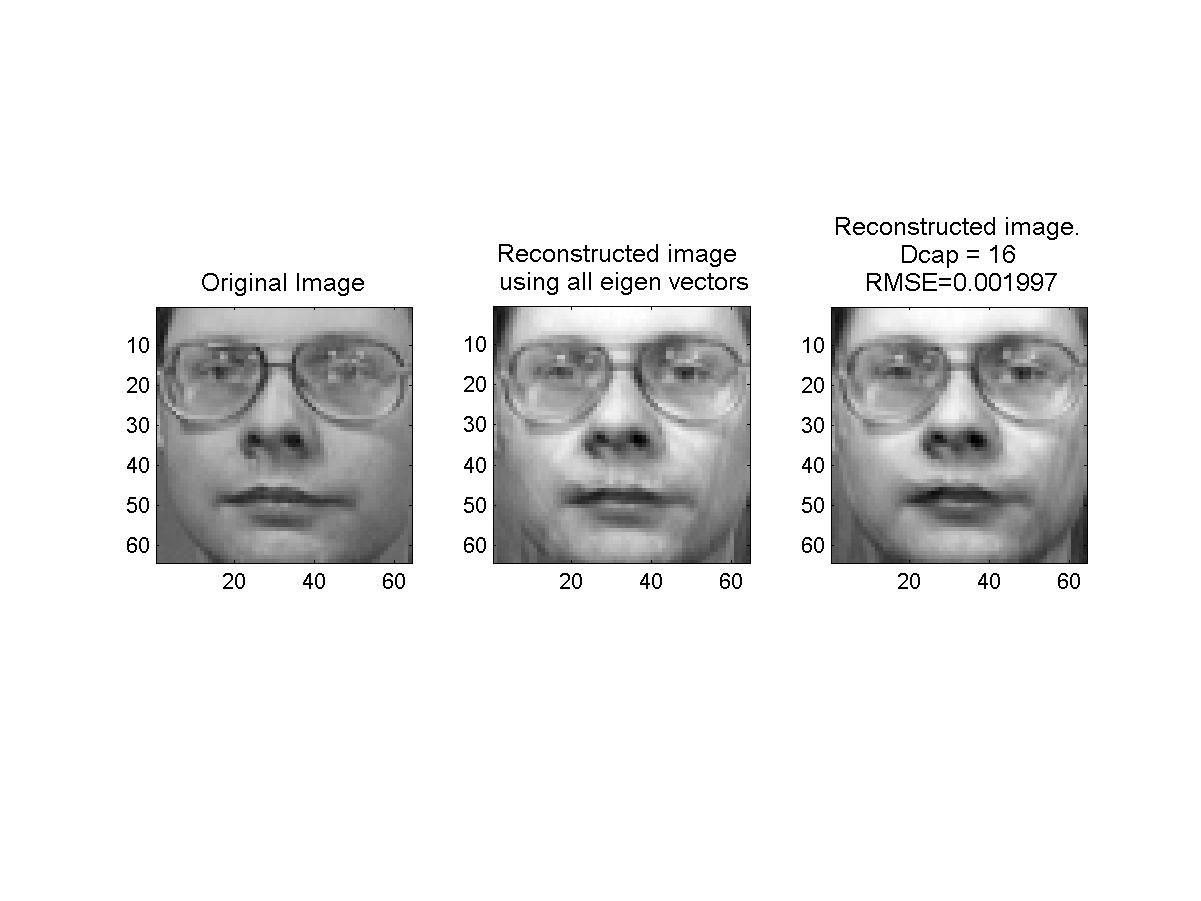 Original Image
10
20
30
40
50
60
20 40 60
Reconstructed image
using all eigen vectors
10
20
30
40
50
60
20 40 60
Reconstructed image.
Dcap = 16
RMSE=0.001997
10
20
30
40
50
60
20 40 60